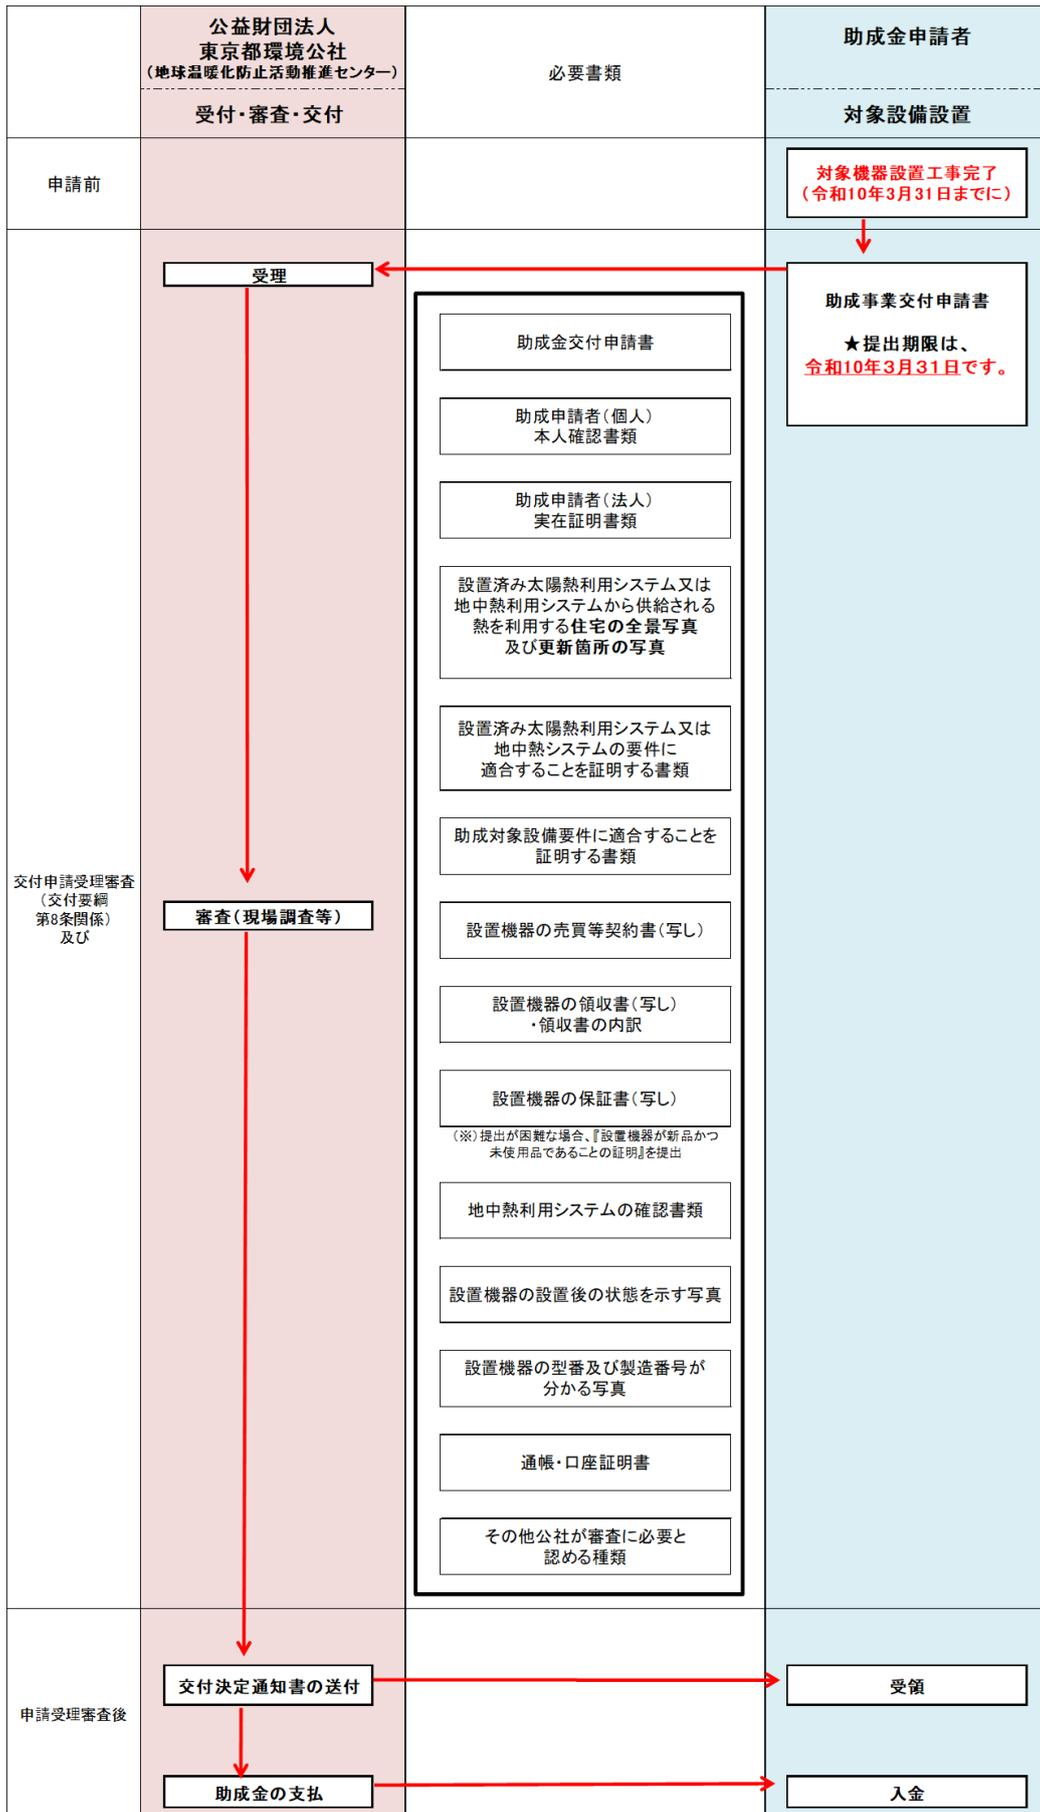 公益財団法人
東京都環境公社
（地球温暖化防止活動推進センター）
受付・審査・交付
必要書類
助成金申請者
対象設備設置
申請前
対象機器設置工事完了
（令和10年3月31日までに）
受理
助成事業交付申請書
★提出期限は、
令和10年3月31日です。
交付申請受理審査
（交付要綱
第8条関係）
及び
助成金交付申請書
助成申請者（個人）
本人確認書類
助成申請者（法人）
実在証明書類
設置済み太陽熱利用システム又は
地中熱利用システムから供給される
熱を利用する住宅の全景写真
及び更新箇所の写真
設置済み太陽熱利用システム又は
地中熱システムの要件に
適合することを証明する書類
助成対象設備要件に適合することを
証明する書類
審査（現場調査等）
設置機器の売買等契約書（写し）
設置機器の領収書（写し）
・領収書の内訳
設置機器の保証書（写し）
（※）提出が困難な場合、『設置機器が新品かつ
未使用品であることの証明』を提出
地中熱利用システムの確認書類
設置機器の設置後の状態を示す写真
設置機器の型番及び製造番号が
分かる写真
通帳・口座証明書
その他公社が審査に必要と
認める種類
申請受理審査後
交付決定通知書の送付
受領
助成金の支払
入金